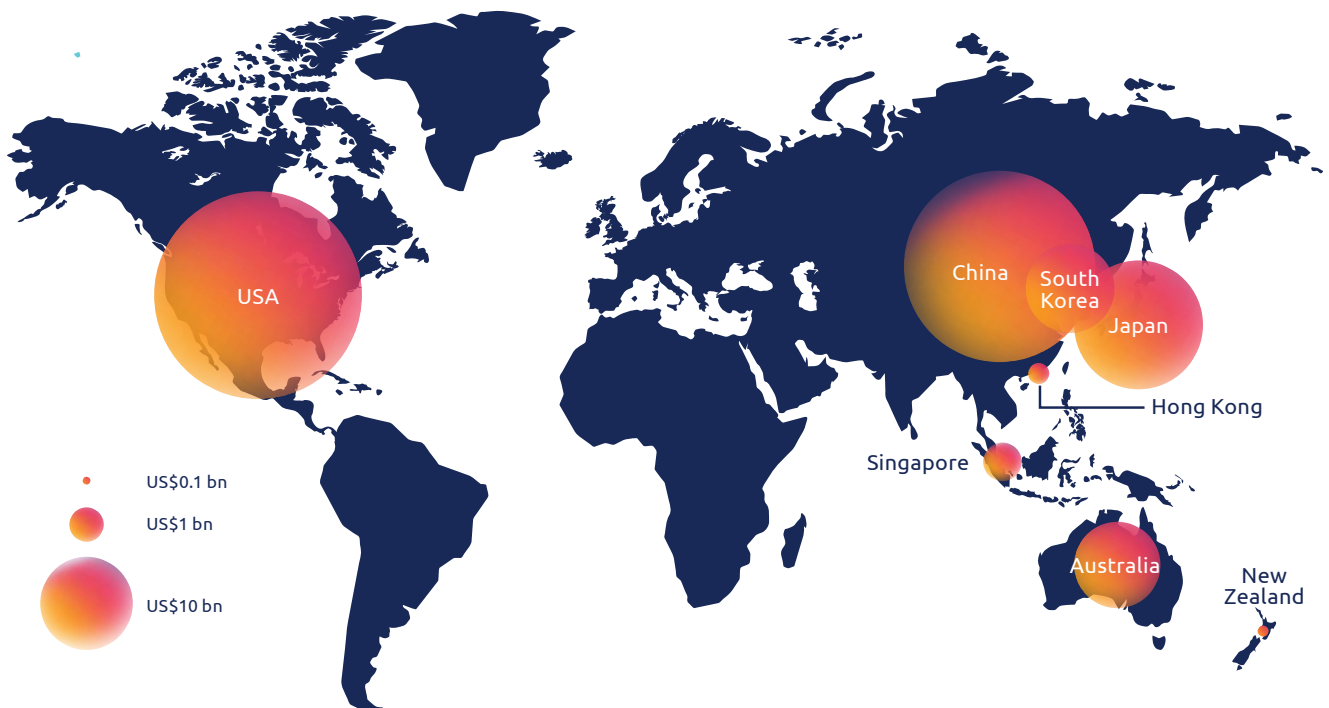 USA
China
South
Korea
Japan
Hong Kong
Singapore
US$0.1 bn
US$1 bn
US$10 bn
Australia
New
Zealand